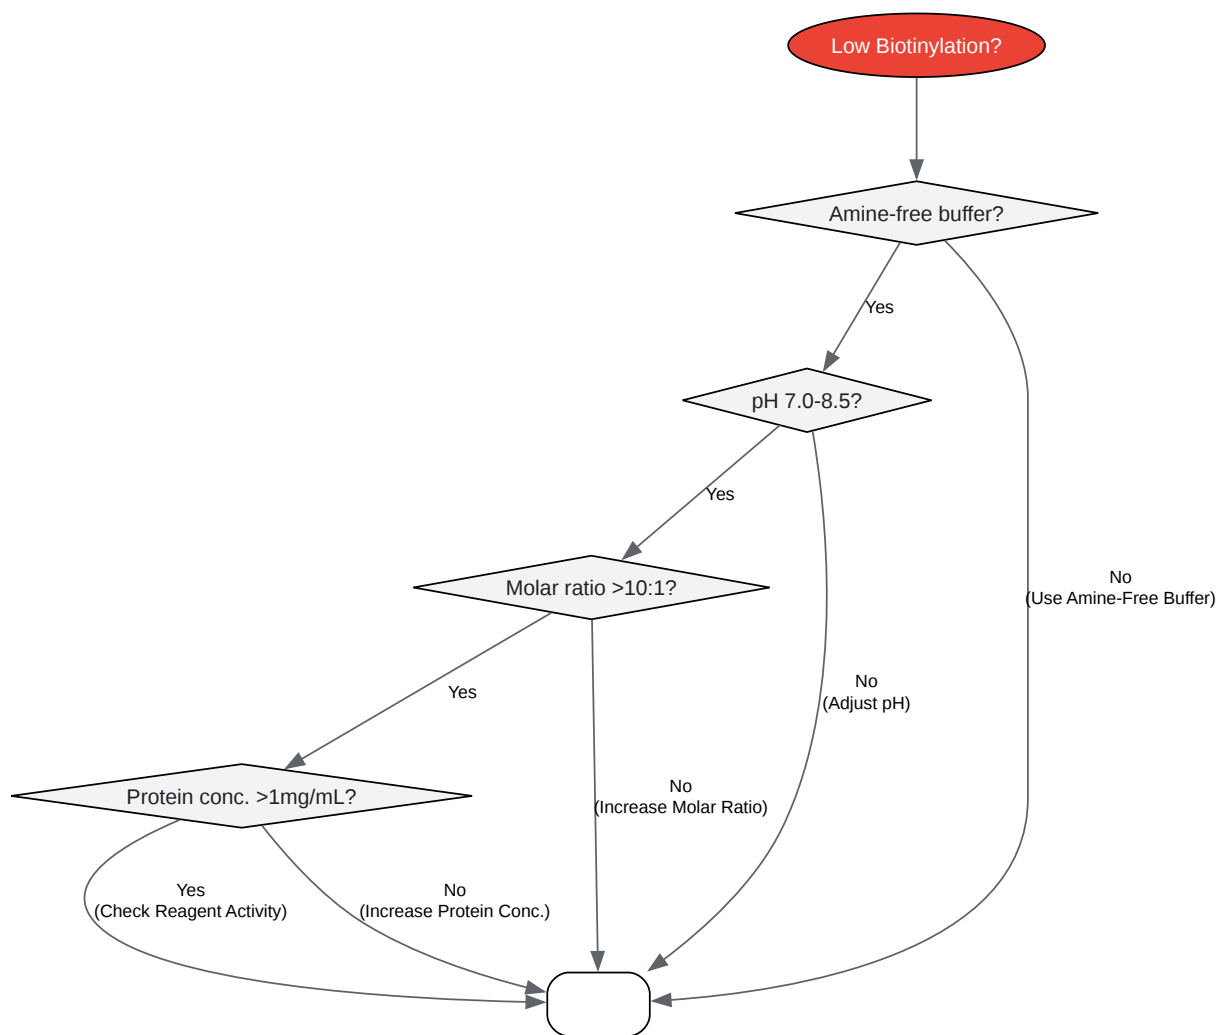 Low Biotinylation?
Amine-free buffer?
Yes
pH 7.0-8.5?
Yes
No
(Use Amine-Free Buffer)
Molar ratio >10:1?
Yes
No
(Adjust pH)
No
(Increase Molar Ratio)
Protein conc. >1mg/mL?
Yes
(Check Reagent Activity)
No
(Increase Protein Conc.)